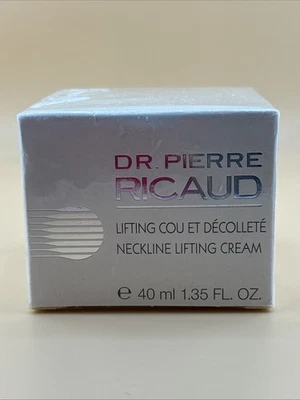 DR. PIERRE
RICAUD
LIFTING COU ET DÉCOLLETÉ
NECKLINE LIFTING CREAM
℮ 40 ml 1.35 FL. OZ.